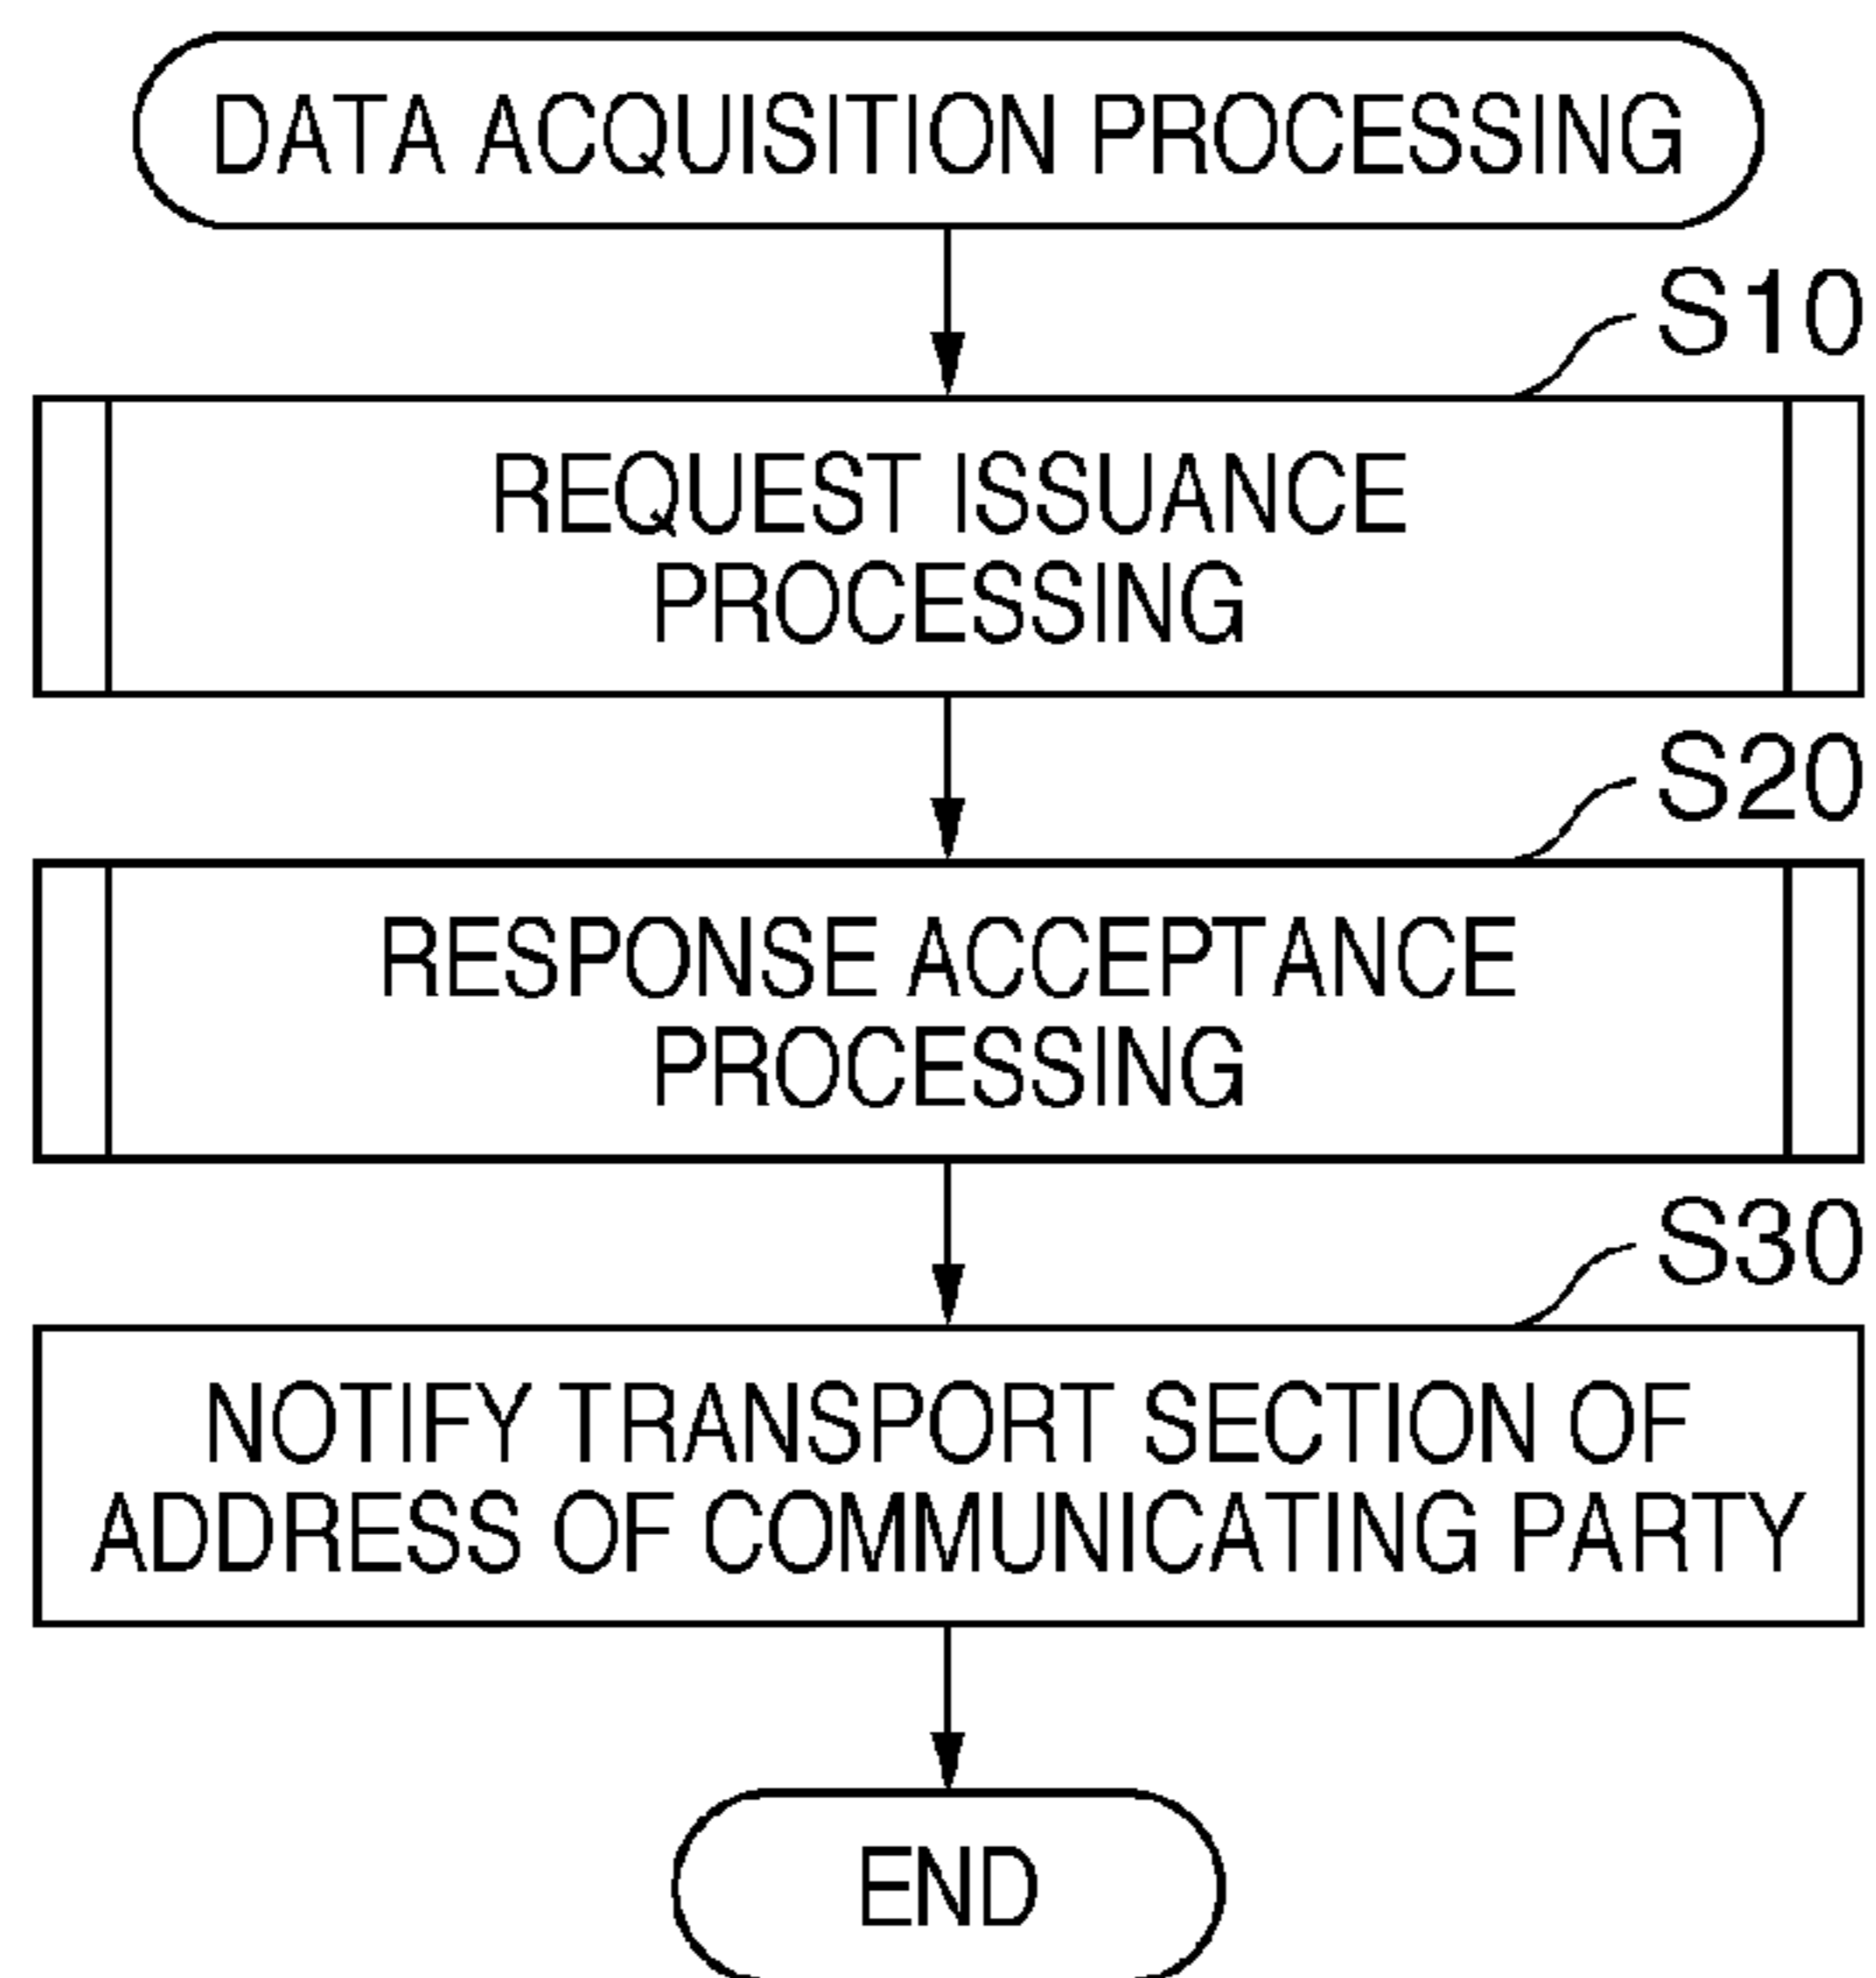 DATA ACQUISITION PROCESSING
S10
REQUEST ISSUANCE
PROCESSING
S20
RESPONSE ACCEPTANCE
PROCESSING
S30
NOTIFY TRANSPORT SECTION OF
ADDRESS OF COMMUNICATING PARTY
END